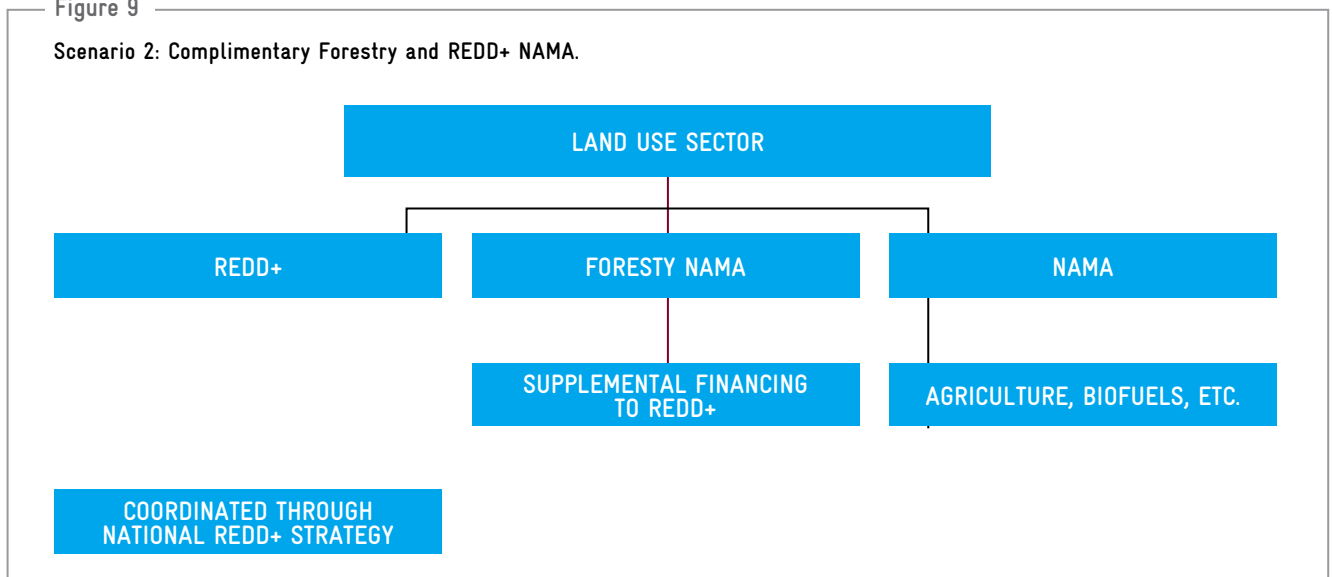 Figure 9
Scenario 2: Complimentary Forestry and REDD+ NAMA.
LAND USE SECTOR
REDD+
FORESTY NAMA
NAMA
SUPPLEMENTAL FINANCING
TO REDD+
AGRICULTURE, BIOFUELS, ETC.
COORDINATED THROUGH
NATIONAL REDD+ STRATEGY